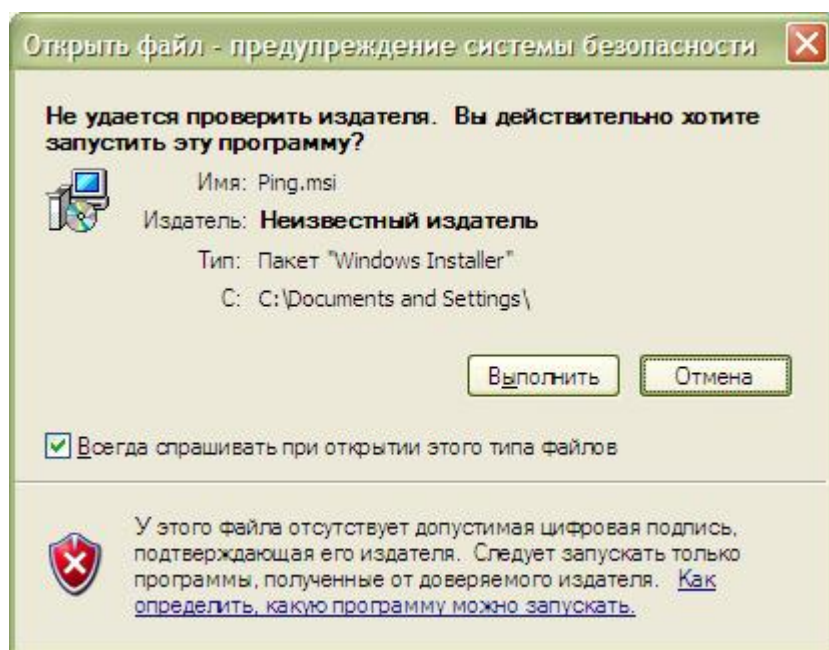 Открыть файл - предупреждение системы безопасности
Не удается проверить издателя. Вы действительно хотите
запустить эту программу?
Имя: Ping.msi
Издатель: Неизвестный издатель
Тип: Пакет "Windows Installer"
С: C:\Documents and Settings\
Выполнить Отмена
Всегда спрашивать при открытии этого типа файлов
У этого файла отсутствует допустимая цифровая подпись,
подтверждающая его издателя. Следует запускать только
программы, полученные от доверяемого издателя. Как
определить, какую программу можно запускать.